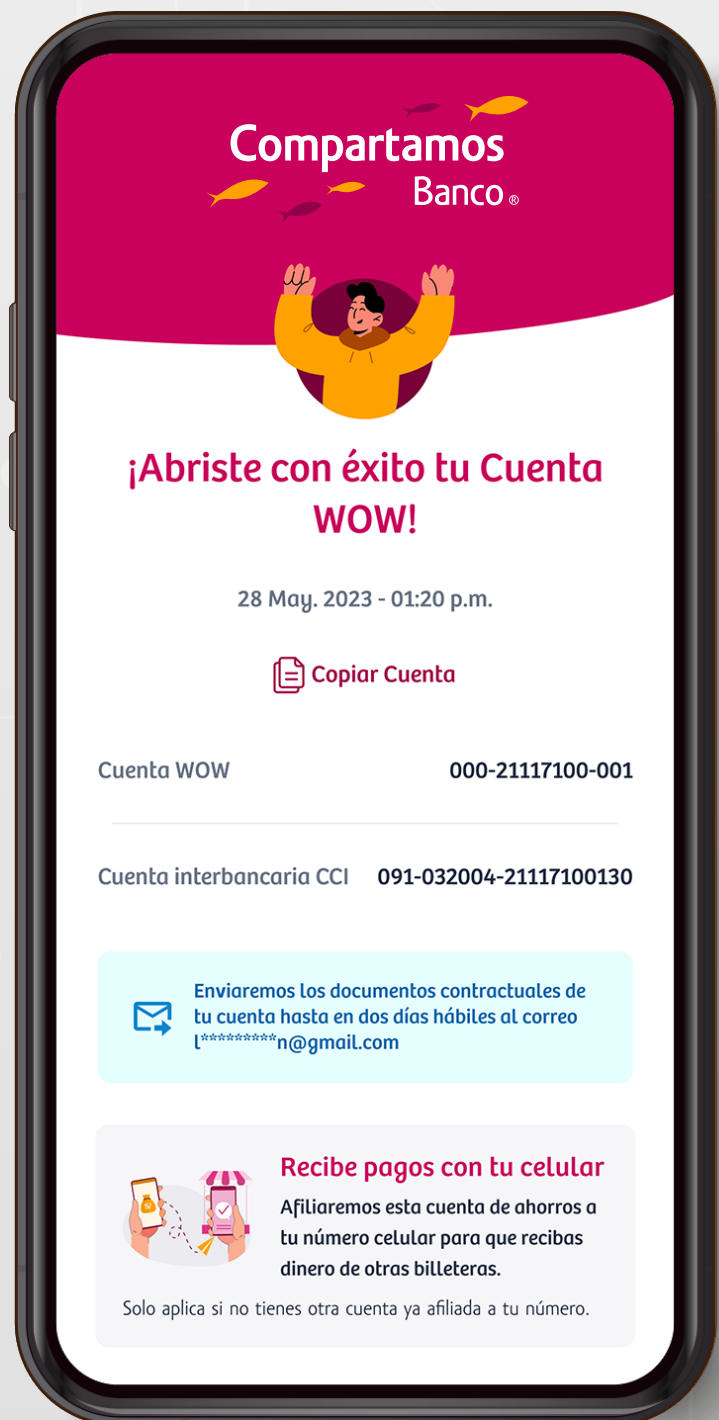 Compartamos
Banco ®
¡Abriste con éxito tu Cuenta
WOW!
28 May. 2023 - 01:20 p.m.
Copiar Cuenta
Cuenta WOW 000-21117100-001
Cuenta interbancaria CCI 091-032004-21117100130
Enviaremos los documentos contractuales de
tu cuenta hasta en dos días hábiles al correo
l*********n@gmail.com
Recibe pagos con tu celular
Afiliaremos esta cuenta de ahorros a
tu número celular para que recibas
dinero de otras billeteras.
Solo aplica si no tienes otra cuenta ya afiliada a tu número.